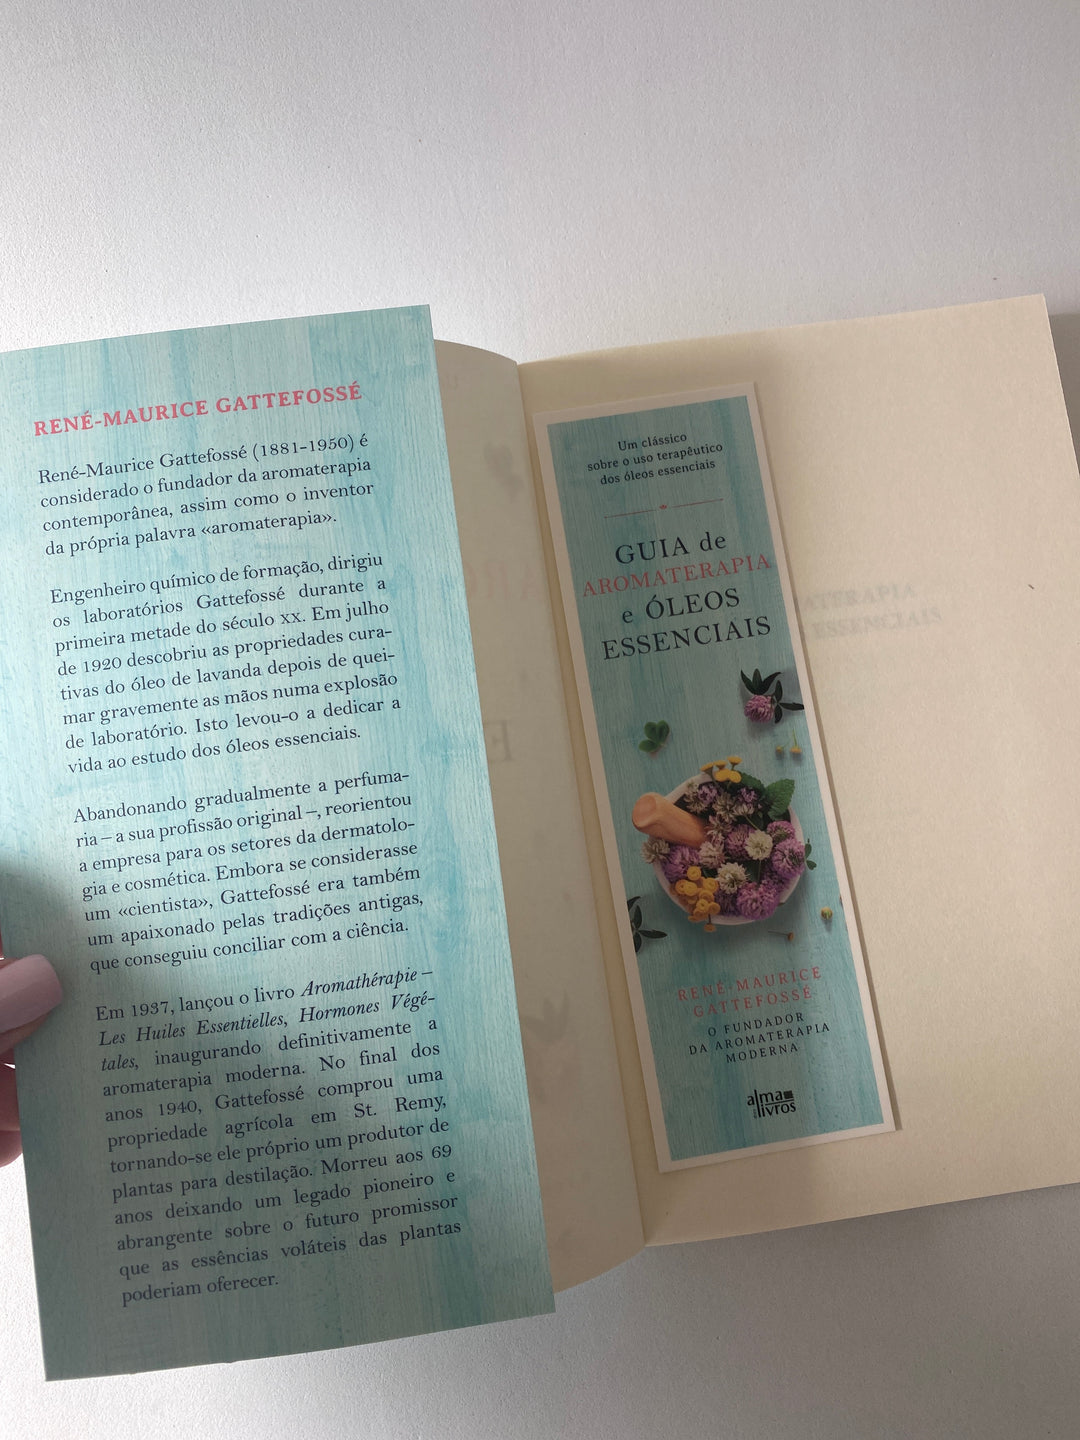 RENÉ-MAURICE GATTEFOSSÉ
René-Maurice Gattefossé (1881-1950) é
considerado o fundador da aromaterapia
contemporânea, assim como o inventor
da própria palavra «aromaterapia».
Engenheiro químico de formação, dirigiu
os laboratórios Gattefossé durante a
primeira metade do século XX. Em julho
de 1920 descobriu as propriedades cura-
tivas do óleo de lavanda depois de quei-
mar gravemente as mãos numa explosão
de laboratório. Isto levou-o a dedicar a
vida ao estudo dos óleos essenciais.
Abandonando gradualmente a perfuma-
ria – a sua profissão original –, reorientou
a empresa para os setores da dermatolo-
gia e cosmética. Embora se considerasse
um «cientista», Gattefossé era também
um apaixonado pelas tradições antigas,
que conseguiu conciliar com a ciência.
Em 1937, lançou o livro Aromathérapie –
Les Huiles Essentielles, Hormones Végé-
tales, inaugurando definitivamente a
aromaterapia moderna. No final dos
anos 1940, Gattefossé comprou uma
propriedade agrícola em St. Remy,
tornando-se ele próprio um produtor de
plantas para destilação. Morreu aos 69
anos deixando um legado pioneiro e
abrangente sobre o futuro promissor
que as essências voláteis das plantas
poderiam oferecer.
Um clássico
sobre o uso terapêutico
dos óleos essenciais
GUIA de
AROMATERAPIA
e ÓLEOS
ESSENCIAIS
RENÉ-MAURICE
GATTEFOSSÉ
O FUNDADOR
DA AROMATERAPIA
MODERNA
alma
livros
ATERAPIA
ESSENCIAIS